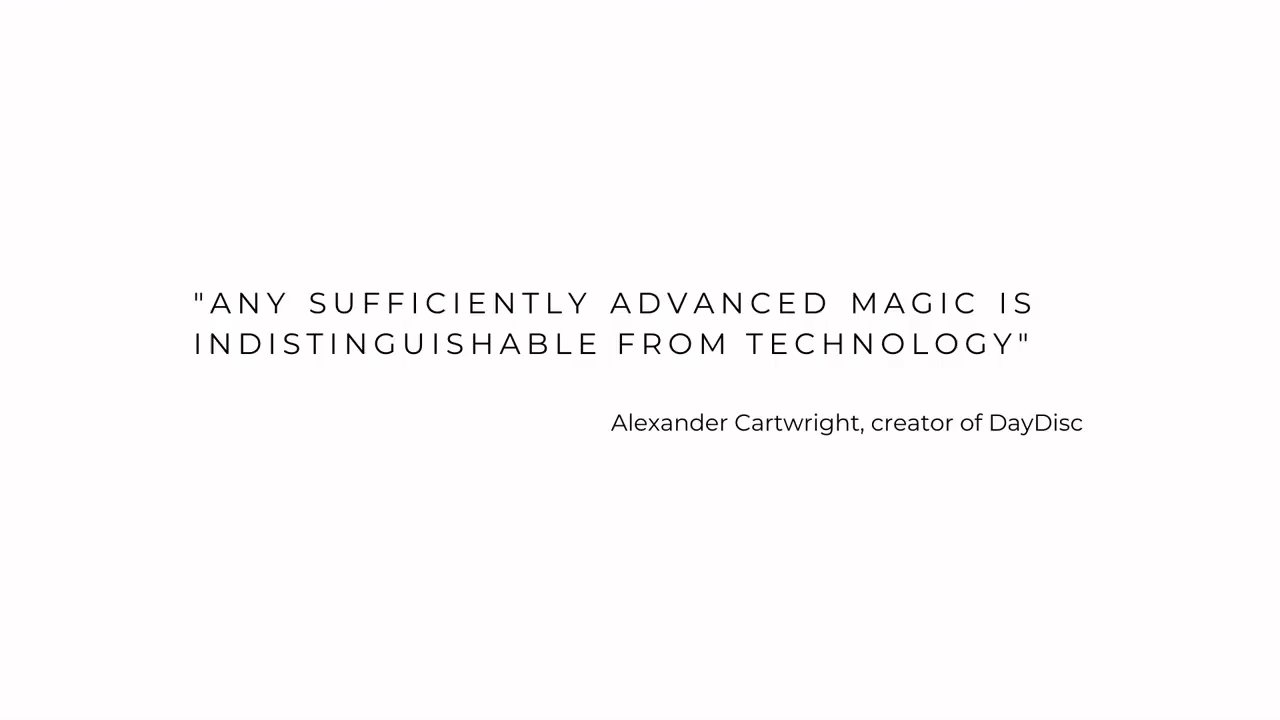 "ANY SUFFICIENTLY ADVANCED MAGIC IS
INDISTINGUISHABLE FROM TECHNOLOGY"
Alexander Cartwright, creator of DayDisc